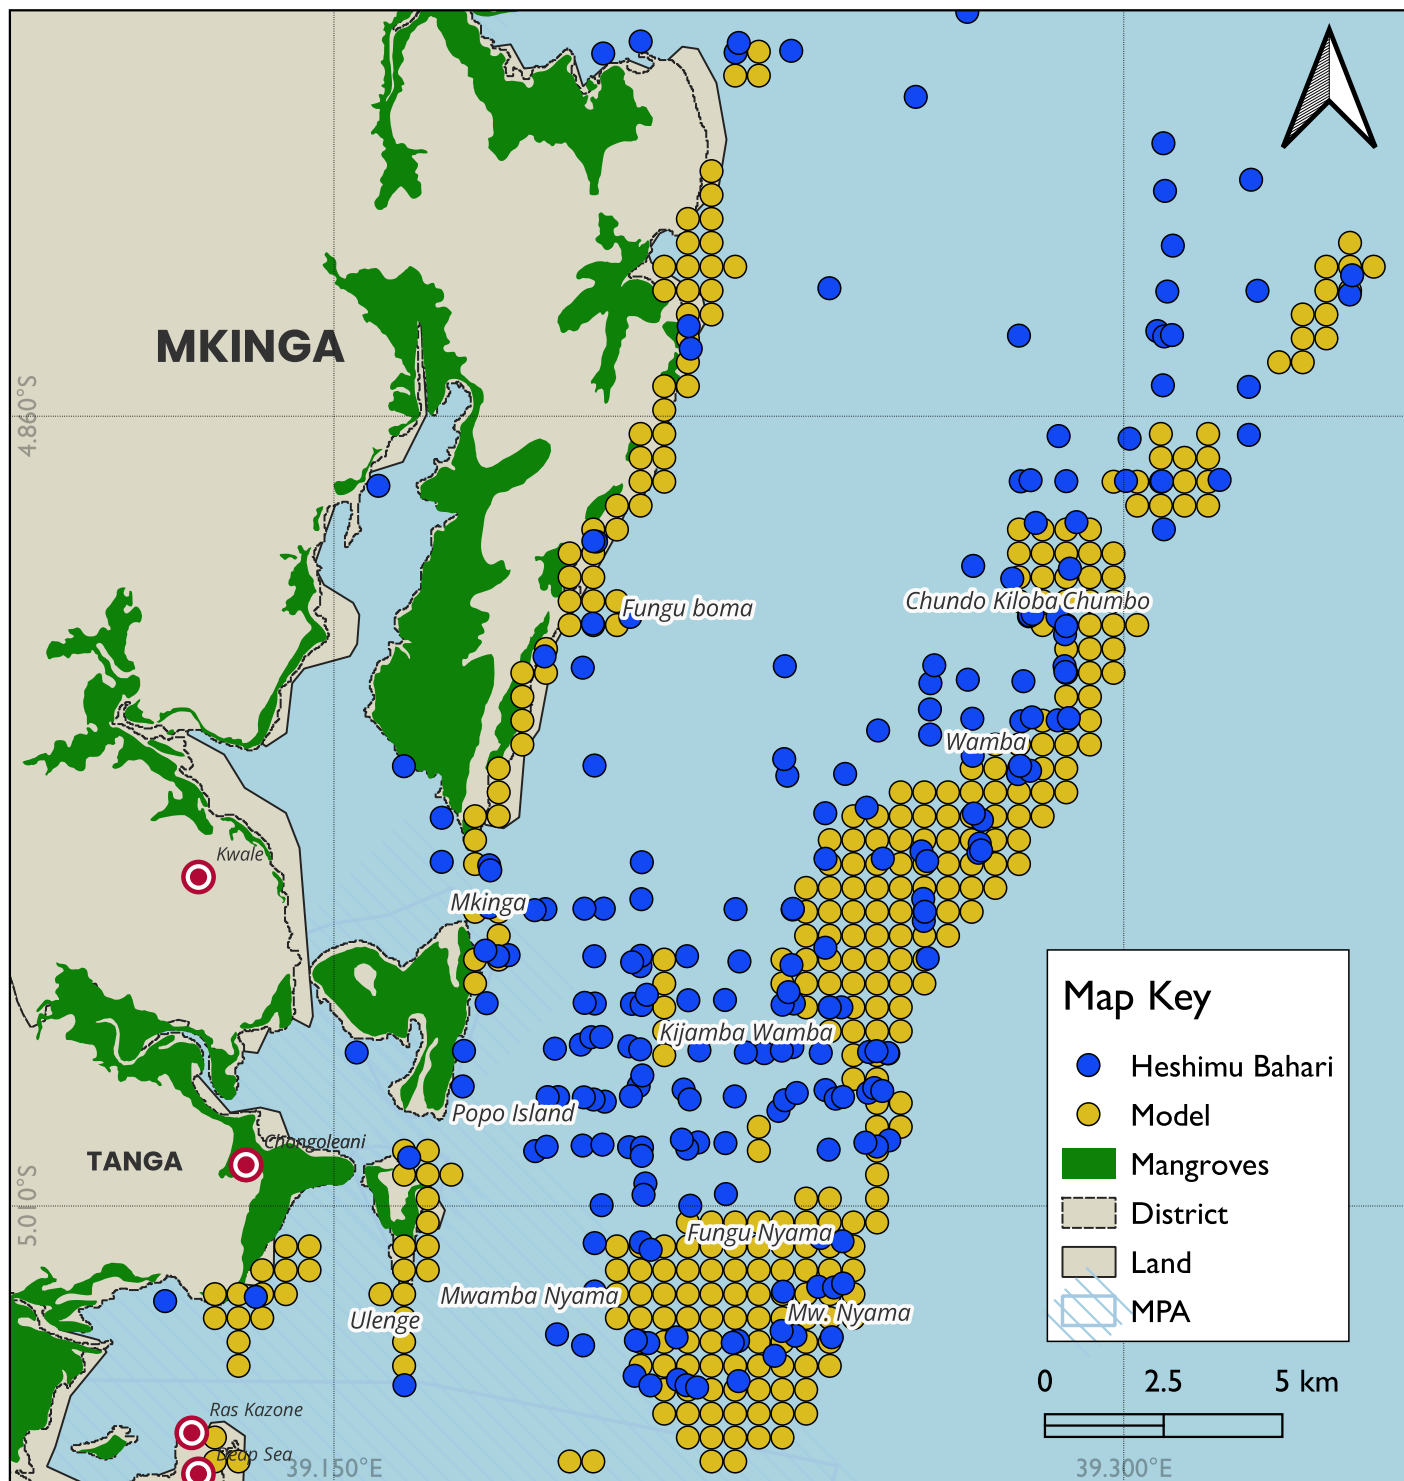 MKINGA
4.860°S
Fungu boma
Chundo Kiloba Chumbo
Wamba
Kwale
Mkinga
Kijamba Wamba
Popo Island
Chongoleani
TANGA
5.010°S
Fungu Nyama
Mwamba Nyama
Mw. Nyama
Ulenge
Ras Kazone
Deap Sea
39.150°E
39.300°E
Map Key
Heshimu Bahari
Model
Mangroves
District
Land
MPA
0 2.5 5 km